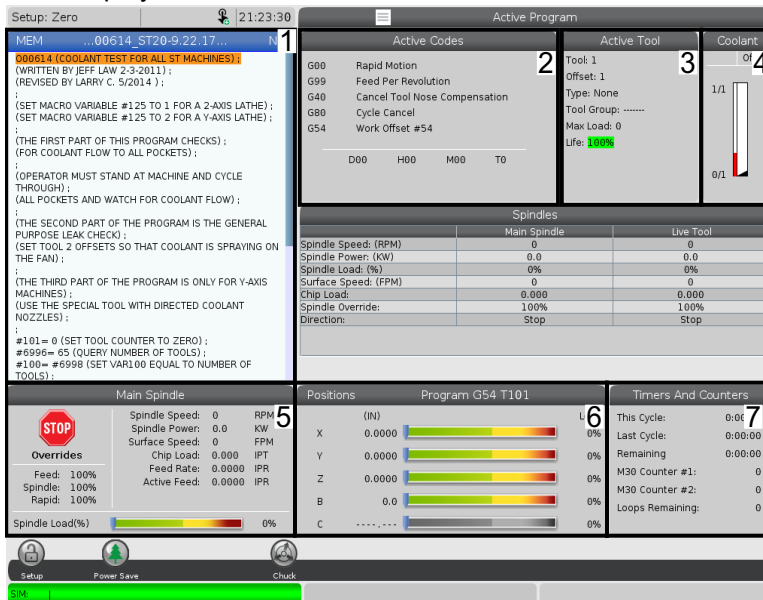 Setup: Zero
21:23:30
Active Program
MEM ...00614_ST20-9.22.17... N
1
O00614 (COOLANT TEST FOR ALL ST MACHINES) ;
(WRITTEN BY JEFF LAW 2-3-2011) ;
(REVISED BY LARRY C. 5/2014 ) ;
;
(SET MACRO VARIABLE #125 TO 1 FOR A 2-AXIS LATHE) ;
(SET MACRO VARIABLE #125 TO 2 FOR A Y-AXIS LATHE) ;
;
(THE FIRST PART OF THIS PROGRAM CHECKS) ;
(FOR COOLANT FLOW TO ALL POCKETS) ;
;
(OPERATOR MUST STAND AT MACHINE AND CYCLE
THROUGH) ;
(ALL POCKETS AND WATCH FOR COOLANT FLOW) ;
;
(THE SECOND PART OF THE PROGRAM IS THE GENERAL
PURPOSE LEAK CHECK) ;
(SET TOOL 2 OFFSETS SO THAT COOLANT IS SPRAYING ON
THE FAN) ;
;
(THE THIRD PART OF THE PROGRAM IS ONLY FOR Y-AXIS
MACHINES) ;
(USE THE SPECIAL TOOL WITH DIRECTED COOLANT
NOZZLES) ;
;
#101= 0 (SET TOOL COUNTER TO ZERO) ;
#6996= 65 (QUERY NUMBER OF TOOLS) ;
#100= #6998 (SET VAR100 EQUAL TO NUMBER OF
TOOLS) ;
Active Codes
2
G00 Rapid Motion
G99 Feed Per Revolution
G40 Cancel Tool Nose Compensation
G80 Cycle Cancel
G54 Work Offset #54
D00 H00 M00 T0
Active Tool
3
Tool: 1
Offset: 1
Type: None
Tool Group: -------
Max Load: 0
Life: 100%
Coolant
Of
4
1/1
0/1
Spindles
Main Spindle Live Tool
Spindle Speed: (RPM) 0 0
Spindle Power: (KW) 0.0 0.0
Spindle Load: (%) 0% 0%
Surface Speed: (FPM) 0 0
Chip Load: 0.000 0.000
Spindle Override: 100% 100%
Direction: Stop Stop
Main Spindle
5
STOP
Overrides
Feed: 100%
Spindle: 100%
Rapid: 100%
Spindle Speed: 0 RPM
Spindle Power: 0.0 KW
Surface Speed: 0 FPM
Chip Load: 0.000 IPT
Feed Rate: 0.0000 IPR
Active Feed: 0.0000 IPR
Spindle Load(%) 0%
Positions Program G54 T101
6
(IN) L
X 0.0000 0%
Y 0.0000 0%
Z 0.0000 0%
B 0.0 0%
C ----.--- 0%
Timers And Counters
7
This Cycle: 0:00
Last Cycle: 0:00:00
Remaining 0:00:00
M30 Counter #1: 0
M30 Counter #2: 0
Loops Remaining: 0
Setup Power Save Chuck
SIM: